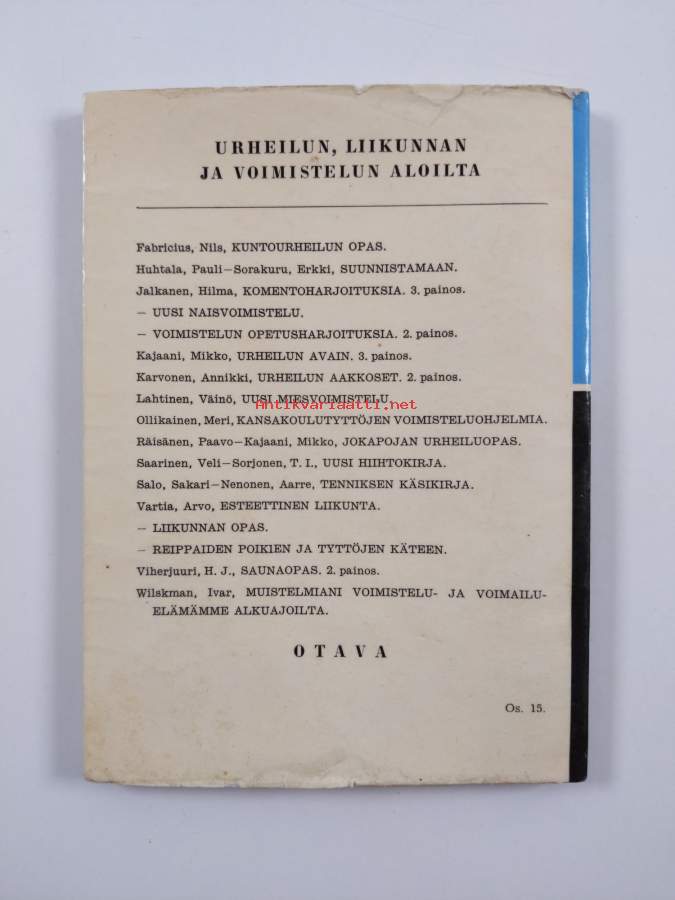 URHEILUN, LIIKUNNAN
JA VOIMISTELUN ALOILTA
Fabricius, Nils, KUNTOURHEILUN OPAS.
Huhtala, Pauli–Sorakuru, Erkki, SUUNNISTAMAAN.
Jalkanen, Hilma, KOMENTOHARJOITUKSIA. 3. painos.
– UUSI NAISVOIMISTELU.
– VOIMISTELUN OPETUSHARJOITUKSIA. 2. painos.
Kajaani, Mikko, URHEILUN AVAIN. 3. painos.
Karvonen, Annikki, URHEILUN AAKKOSET. 2. painos.
Lahtinen, Väinö, UUSI MIESVOIMISTELU.
Antikvariaatti.net
Ollikainen, Meri, KANSAKOULUTYTTÖJEN VOIMISTELUOHJELMIA.
Räisänen, Paavo–Kajaani, Mikko, JOKAPOJAN URHEILUOPAS.
Saarinen, Veli–Sorjonen, T. I., UUSI HIIHTOKIRJA.
Salo, Sakari–Nenonen, Aarre, TENNIKSEN KÄSIKIRJA.
Vartia, Arvo, ESTEETTINEN LIIKUNTA.
– LIIKUNNAN OPAS.
– REIPPAIDEN POIKIEN JA TYTTÖJEN KÄTEEN.
Viherjuuri, H. J., SAUNAOPAS. 2. painos.
Wilskman, Ivar, MUISTELMIANI VOIMISTELU- JA VOIMAILU-
ELÄMÄMME ALKUAJOILTA.
OTAVA
Os. 15.